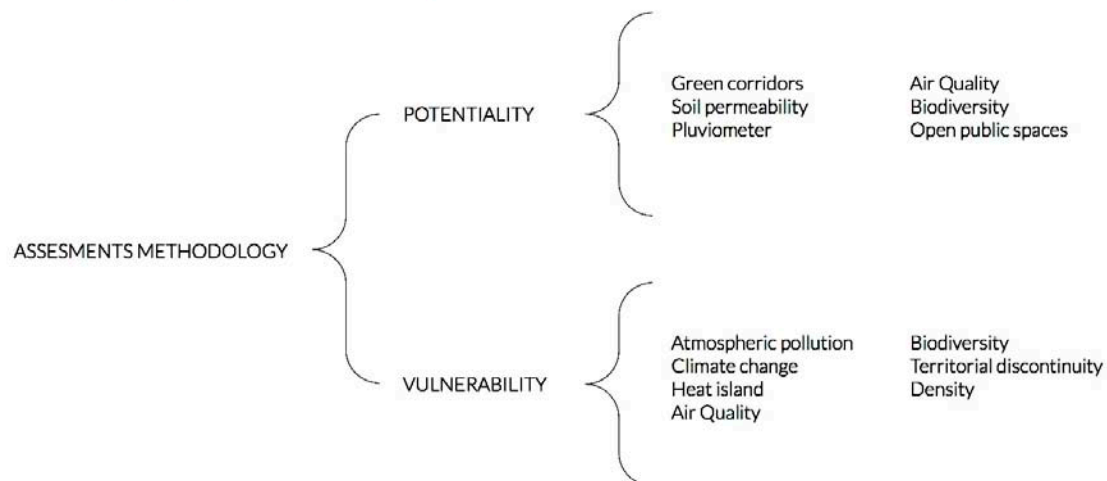 POTENTIALITY
Green corridors
Soil permeability
Pluviometer
Air Quality
Biodiversity
Open public spaces
ASSESMENTS METHODOLOGY
VULNERABILITY
Atmospheric pollution
Climate change
Heat island
Air Quality
Biodiversity
Territorial discontinuity
Density